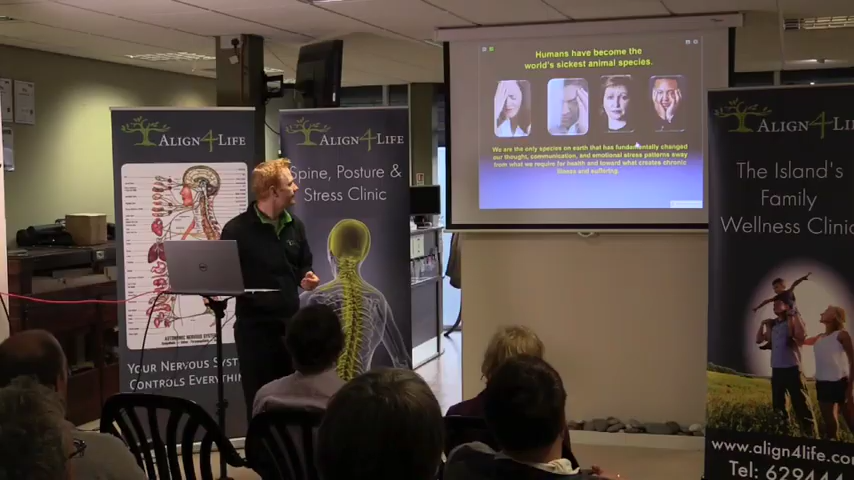 ALIGN4LIFE
AUTONOMIC NERVOUS SYSTEM
YOUR NERVOUS SYST
CONTROLS EVERYTHIN
ALIGN4LIFE
Spine, Posture &
Stress Clinic
Humans have become the
world's sickest animal species.
We are the only species on earth that has fundamentally changed
our thought, communication, and emotional stress patterns away
from what we require for health and toward what creates chronic
illness and suffering.
ALIGN4LI
The Island's
Family
Wellness Clinic
www.align4life.co
Tel: 629444